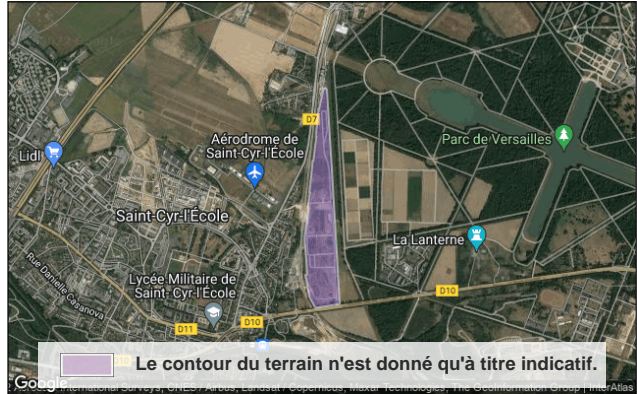 D7
Lidl
Aérodrome de
Saint-Cyr-l'École
Parc de Versailles
Saint-Cyr-l'École
La Lanterne
Rue Danielle Casanova
Lycée Militaire de
Saint- Cyr-l'École
D10
D10
D11
Le contour du terrain n'est donné qu'à titre indicatif.
Google
International Surveys, CNES / Airbus, Landsat / Copernicus, Maxar Technologies, The GeoInformation Group | InterAtlas